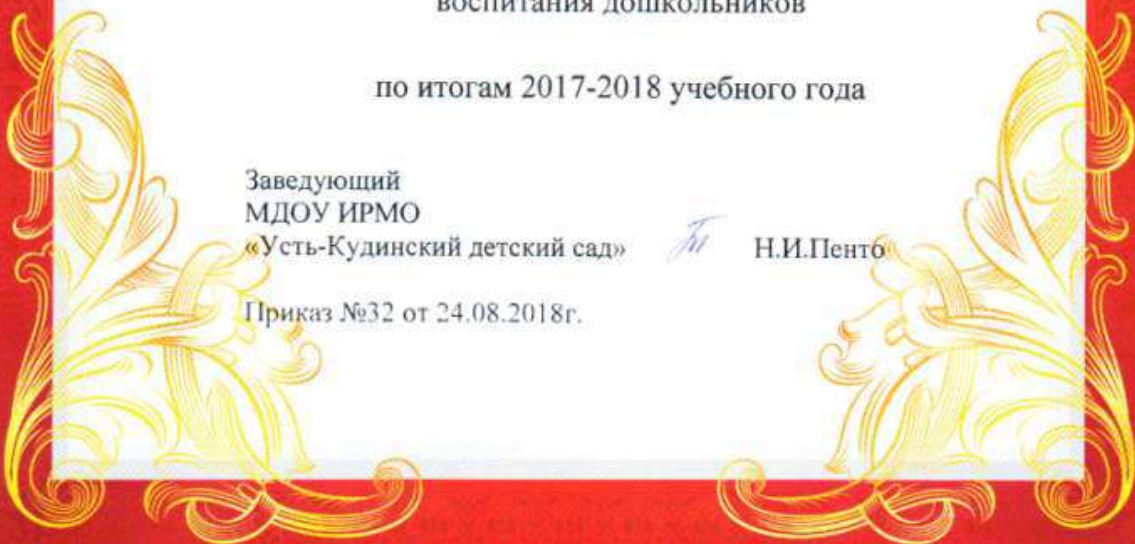 воспитания дошкольников
по итогам 2017-2018 учебного года
Заведующий
МДОУ ИРМО
«Усть-Кудинский детский сад» Н.И.Пенто
Приказ №32 от 24.08.2018г.